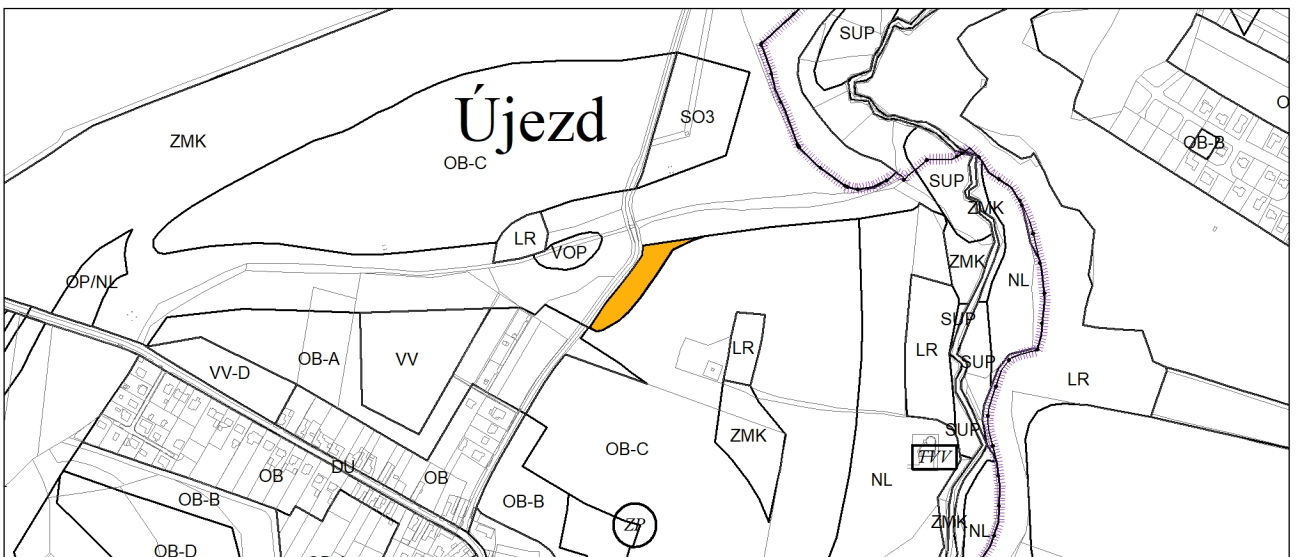 SUP
Újezd
SO3
ZMK
OB-C
OB-B
SUP
ZMK
LR
VOP
ZMK
OP/NL
NL
SUP
LR
LR
OB-A
VV
SUP
VV-D
LR
SUP
ZMK
OB-C
TVV
DU
OB
OB
NL
OB-B
OB-B
ZP
ZMK
NL
OB-D